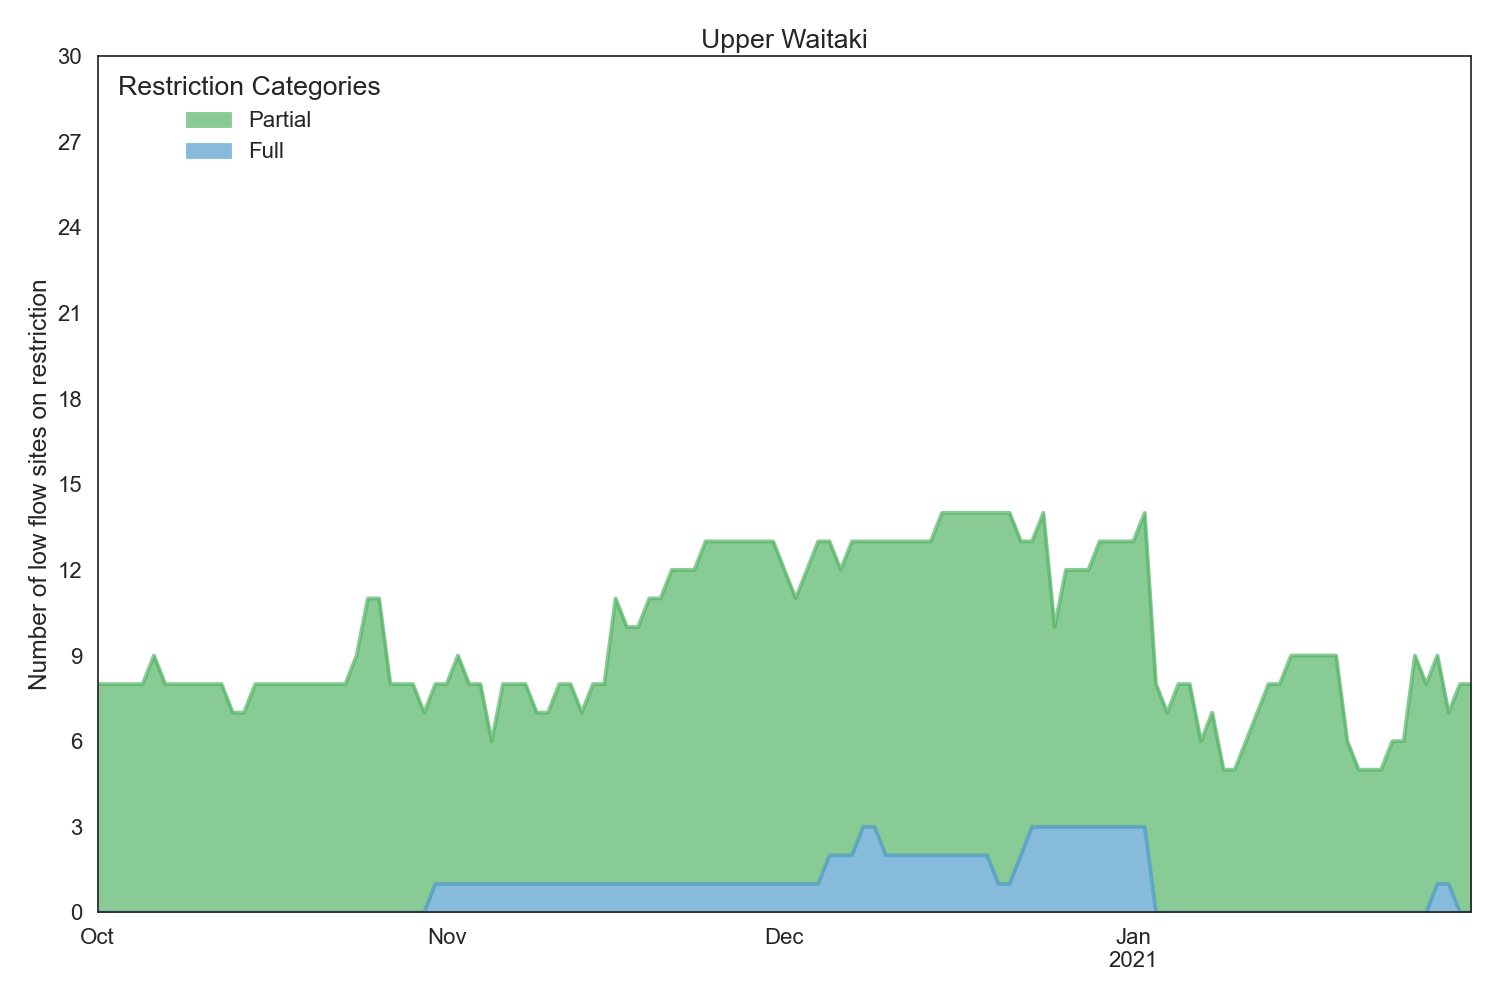 Upper Waitaki
Restriction Categories
Partial
Full
Number of low flow sites on restriction
30
27
24
21
18
15
12
9
6
3
0
Oct
Nov
Dec
Jan
2021